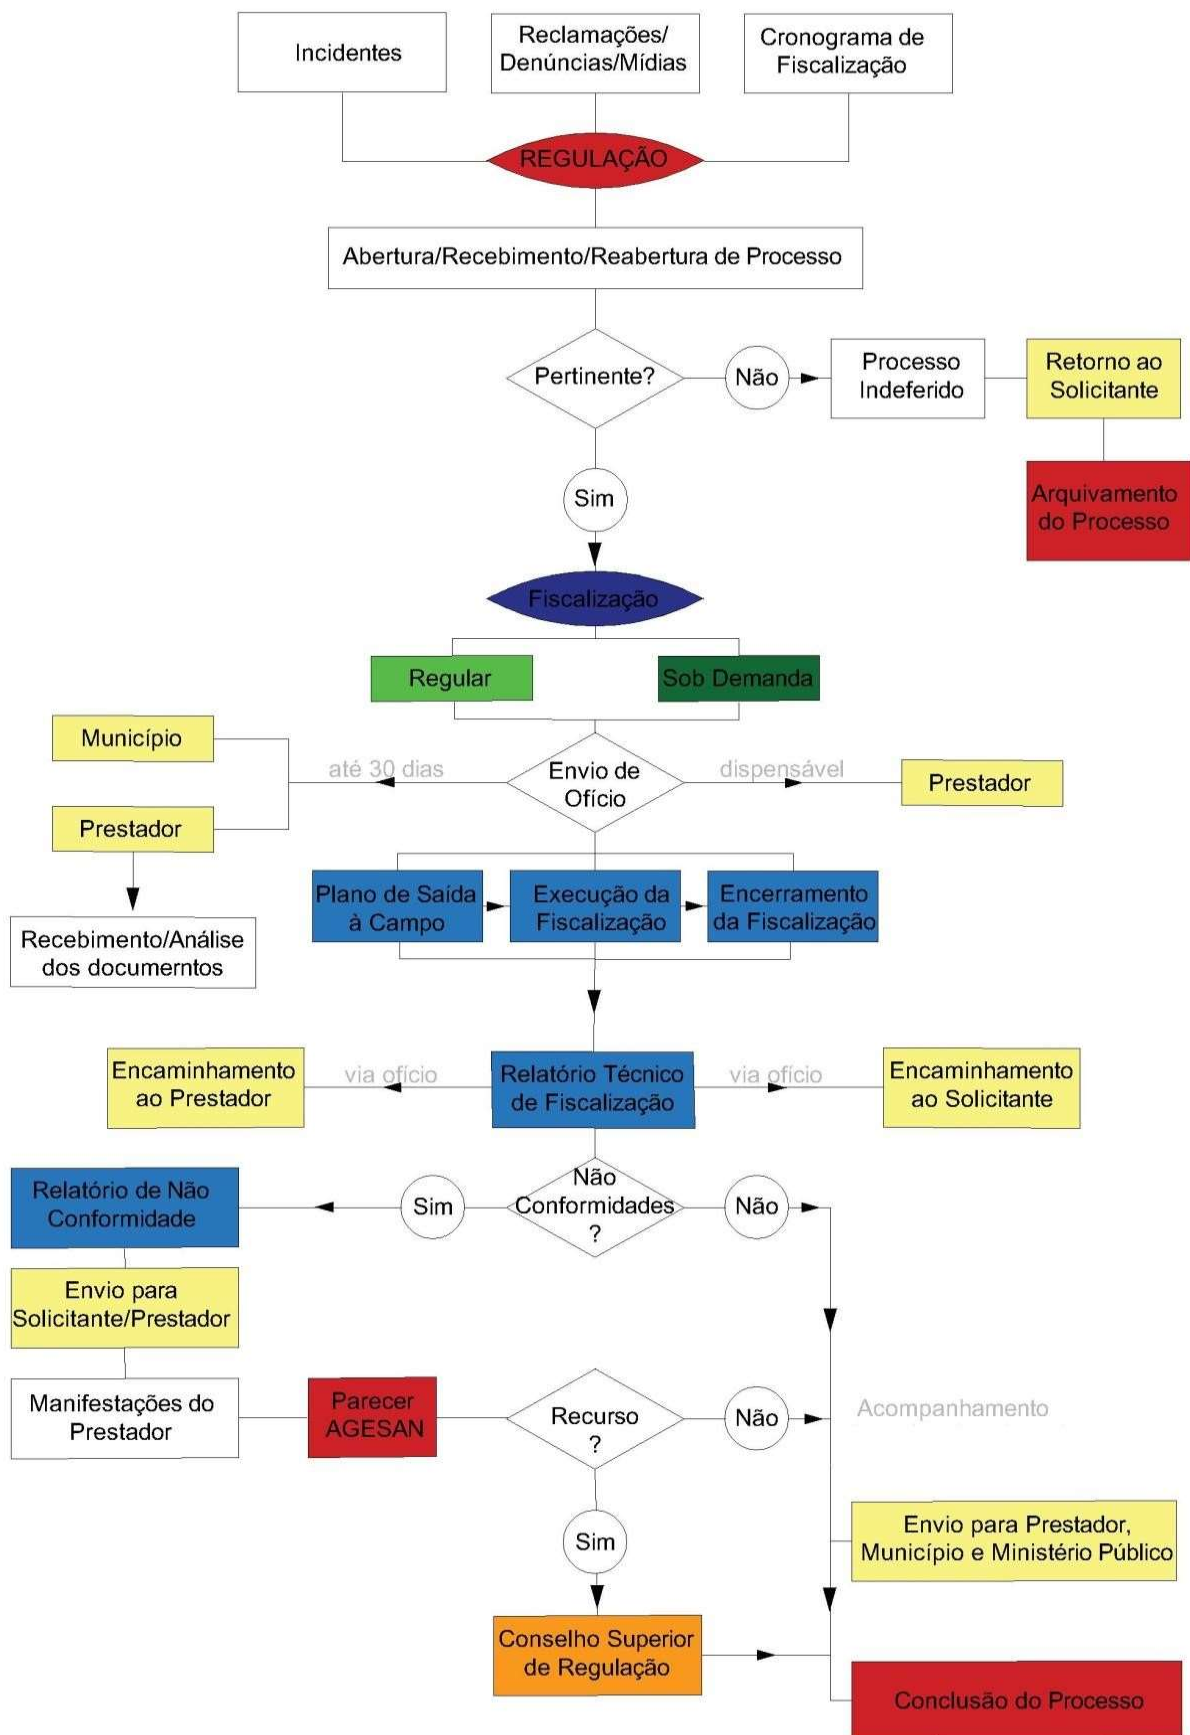 Incidentes
Reclamações/
Denúncias/Mídias
Cronograma de
Fiscalização
REGULAÇÃO
Abertura/Recebimento/Reabertura de Processo
Pertinente?
Não
Processo
Indeferido
Retorno ao
Solicitante
Arquivamento
do Processo
Sim
Fiscalização
Regular
Sob Demanda
Município
Prestador
até 30 dias
Envio de
Ofício
dispensável
Prestador
Recebimento/Análise
dos documerntos
Plano de Saída
à Campo
Execução da
Fiscalização
Encerramento
da Fiscalização
Encaminhamento
ao Prestador
via ofício
Relatório Técnico
de Fiscalização
via ofício
Encaminhamento
ao Solicitante
Relatório de Não
Conformidade
Sim
Não
Conformidades
?
Não
Envio para
Solicitante/Prestador
Manifestações do
Prestador
Parecer
AGESAN
Recurso
?
Não
Acompanhamento
Sim
Envio para Prestador,
Município e Ministério Público
Conselho Superior
de Regulação
Conclusão do Processo